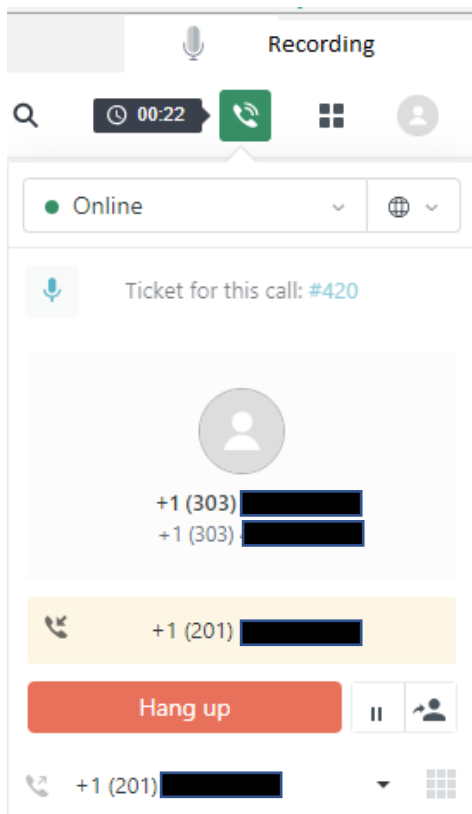 Recording
00:22
Online
Ticket for this call: #420
+1 (303)
+1 (303)
+1 (201)
Hang up
+1 (201)